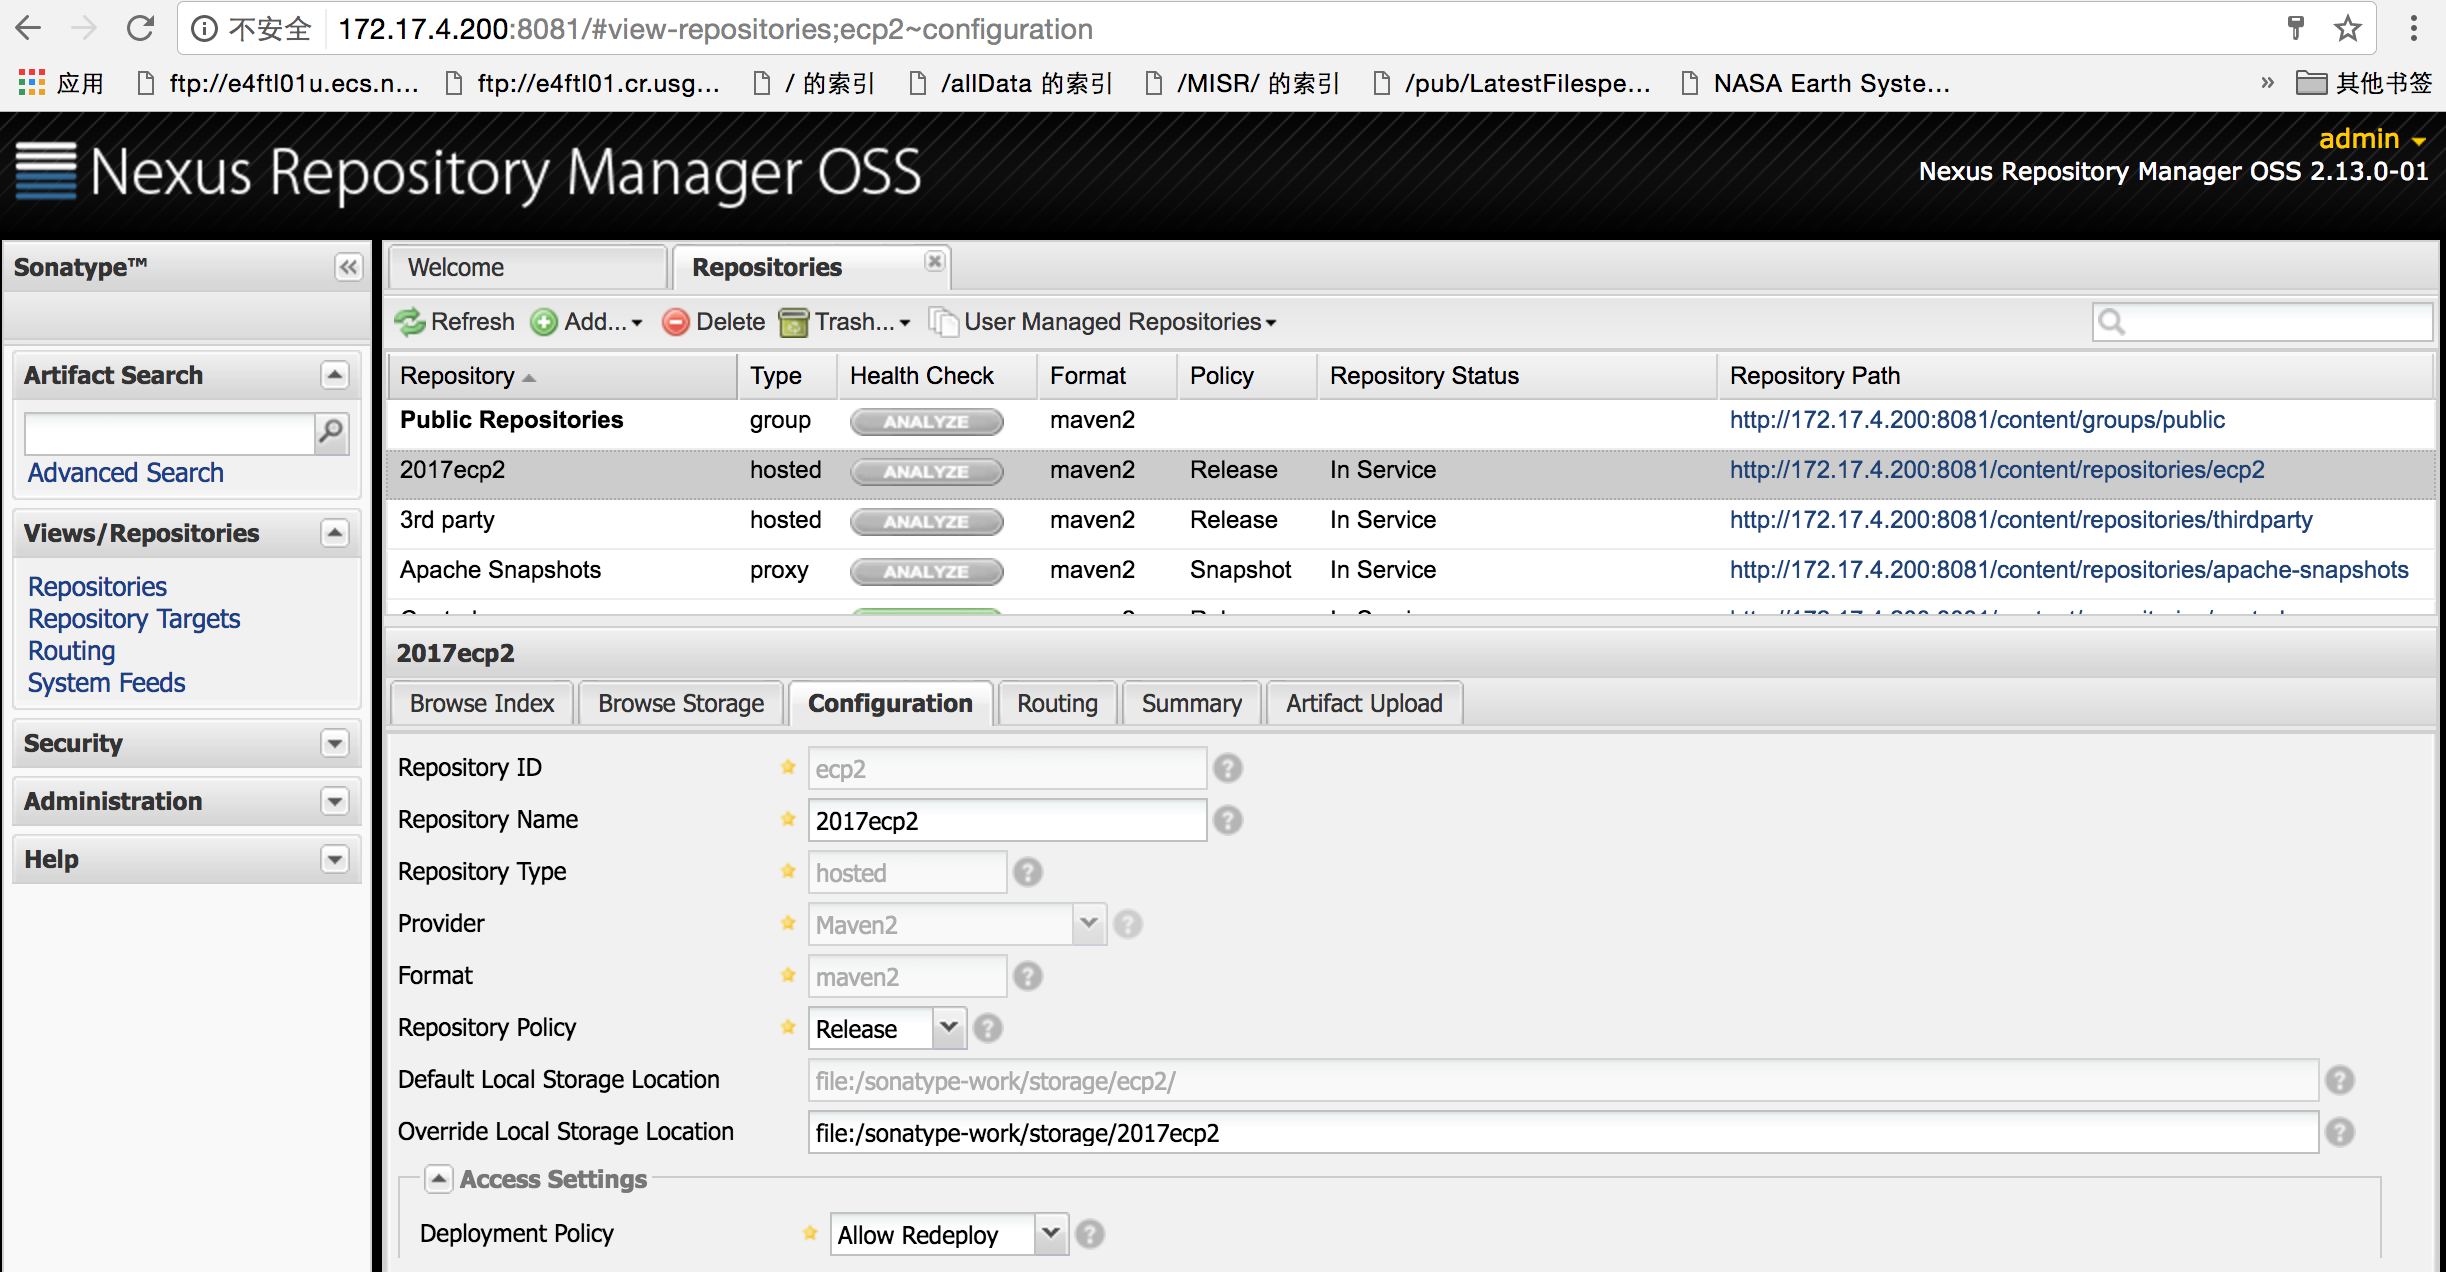 不安全 172.17.4.200:8081/#view-repositories;ecp2~configuration
应用 ftp://e4ftl01u.ecs.n... ftp://e4ftl01.cr.usg... / 的索引 /allData 的索引 /MISR/ 的索引 /pub/LatestFilespe... NASA Earth Syste... » 其他书签
admin
Nexus Repository Manager OSS
Nexus Repository Manager OSS 2.13.0-01
Sonatype™
Artifact Search
Advanced Search
Views/Repositories
Repositories
Repository Targets
Routing
System Feeds
Security
Administration
Help
Welcome Repositories
Refresh Add... Delete Trash... User Managed Repositories
Repository Type Health Check Format Policy Repository Status Repository Path
Public Repositories group ANALYZE maven2 http://172.17.4.200:8081/content/groups/public
2017ecp2 hosted ANALYZE maven2 Release In Service http://172.17.4.200:8081/content/repositories/ecp2
3rd party hosted ANALYZE maven2 Release In Service http://172.17.4.200:8081/content/repositories/thirdparty
Apache Snapshots proxy ANALYZE maven2 Snapshot In Service http://172.17.4.200:8081/content/repositories/apache-snapshots
2017ecp2
Browse Index Browse Storage Configuration Routing Summary Artifact Upload
Repository ID ecp2
Repository Name 2017ecp2
Repository Type hosted
Provider Maven2
Format maven2
Repository Policy Release
Default Local Storage Location file:/sonatype-work/storage/ecp2/
Override Local Storage Location file:/sonatype-work/storage/2017ecp2
Access Settings
Deployment Policy Allow Redeploy